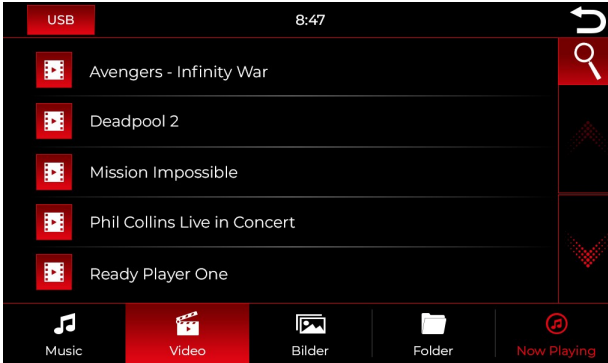 USB
8:47
Avengers - Infinity War
Deadpool 2
Mission Impossible
Phil Collins Live in Concert
Ready Player One
Music
Video
Bilder
Folder
Now Playing